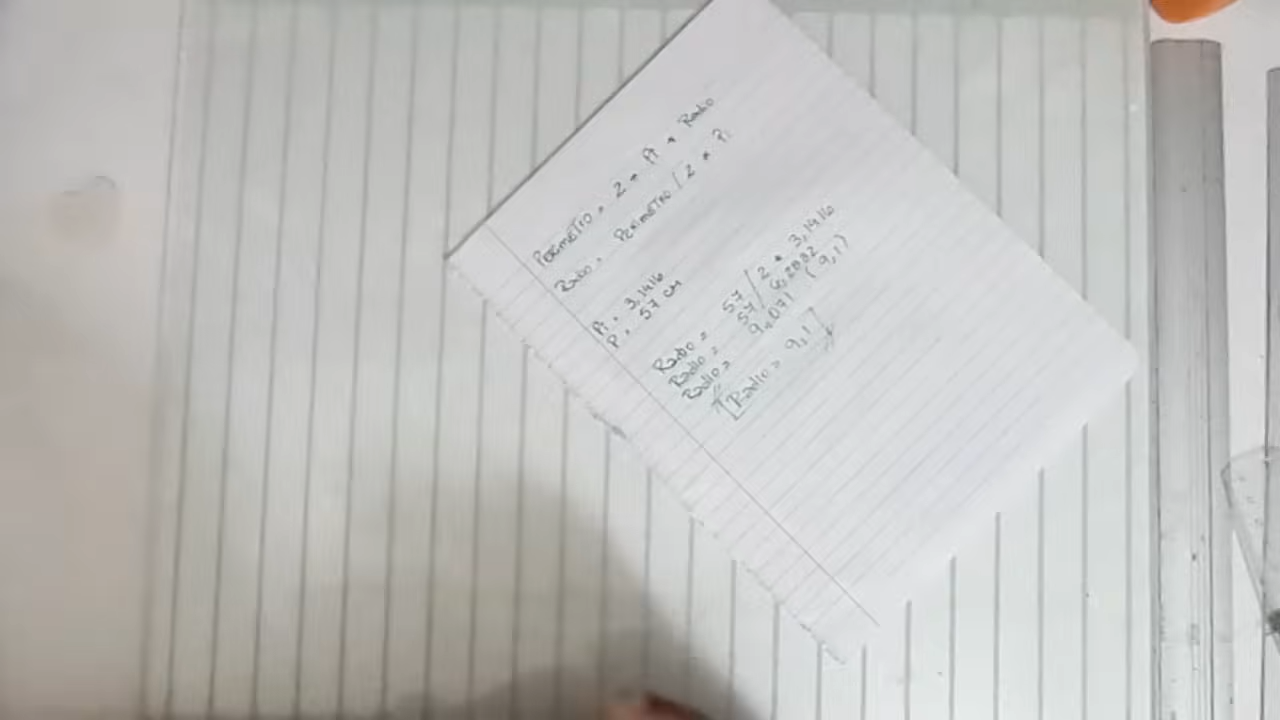 Perimetro = 2 * Pi * Radio
Radio = Perimetro / 2 * Pi
Pi = 3,1416
P = 57 cm
Radio = 57 / 2 * 3,1416
Radio = 57 / 6,2832
Radio = 9,071 (9,1)
Radio = 9,1